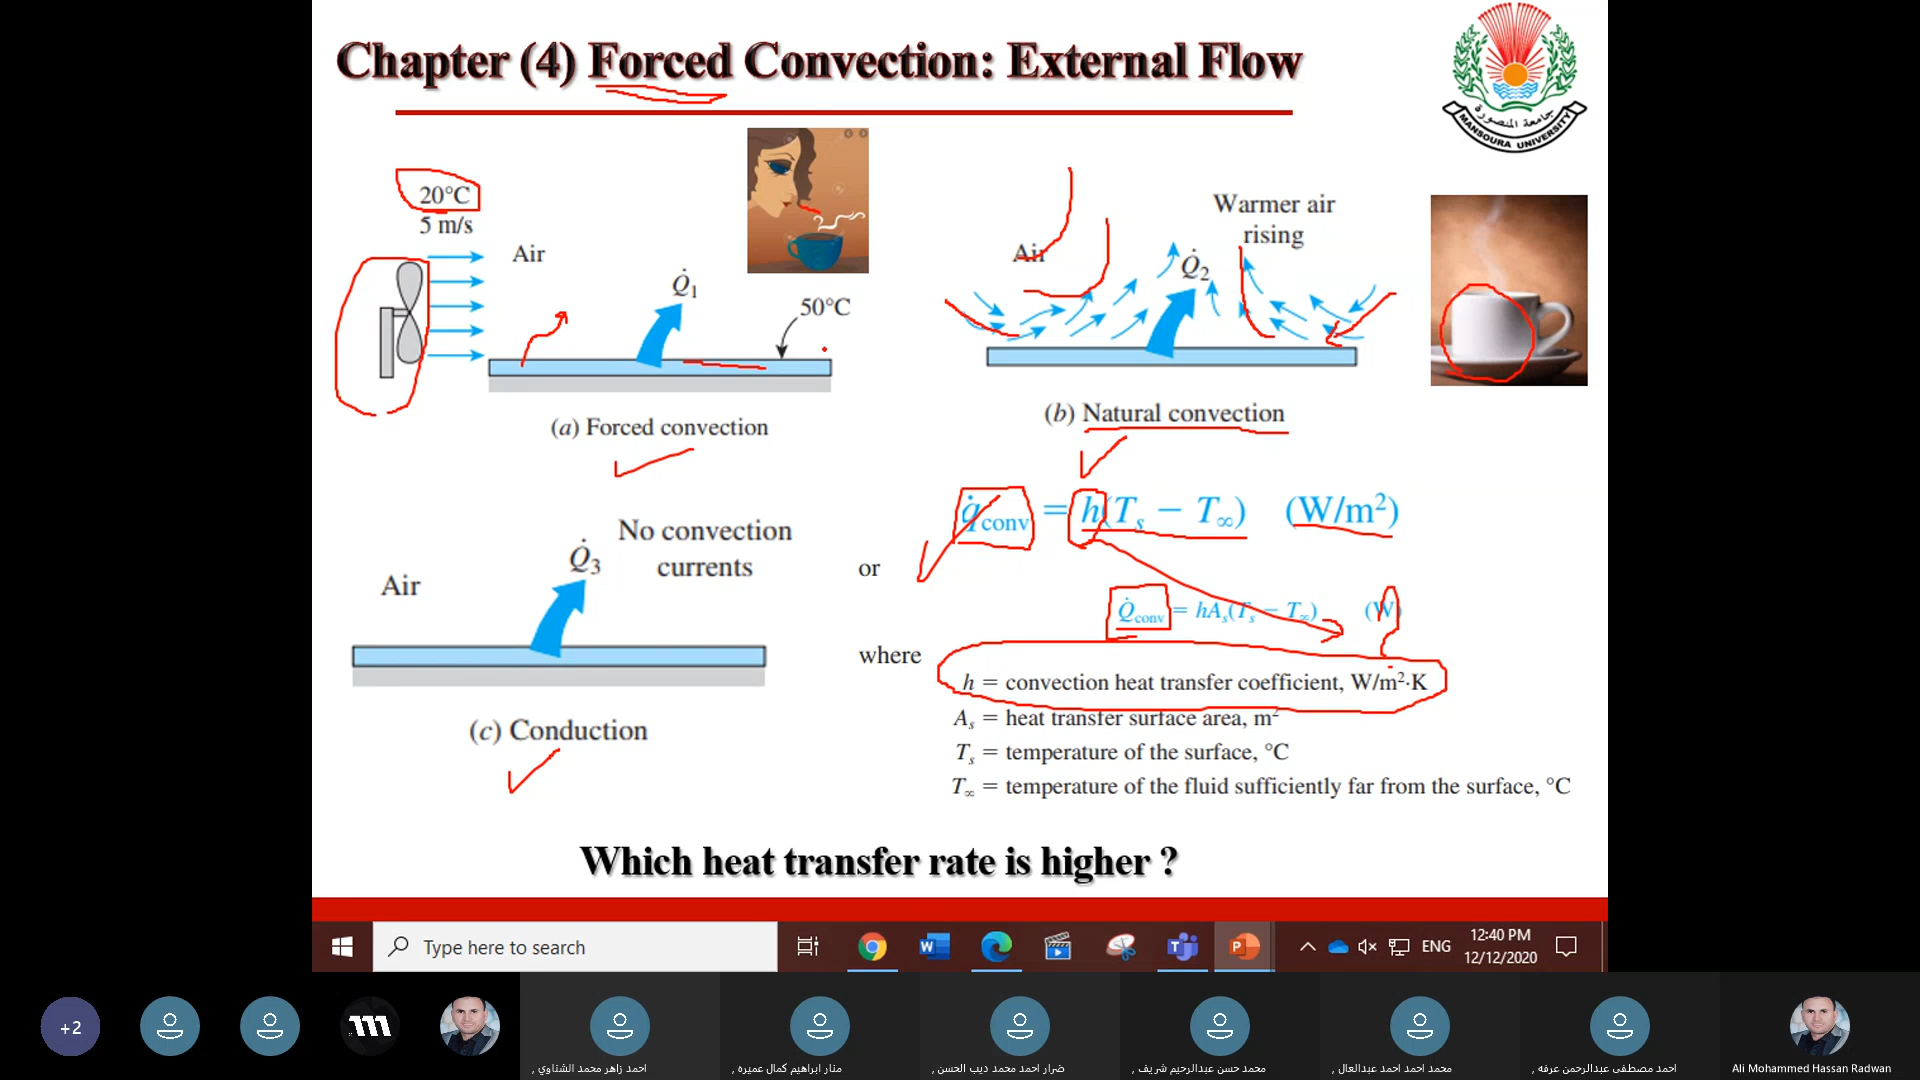 Chapter (4) Forced Convection: External Flow
جامعة المنصورة
MANSOURA UNIVERSITY
20°C
5 m/s
Air
Q̇1
50°C
(a) Forced convection
Air
Warmer air
rising
Q̇2
(b) Natural convection
Air
Q̇3
No convection
currents
(c) Conduction
q̇conv = h(Ts − T∞) (W/m²)
or
Q̇conv = hAs(Ts − T∞) (W)
where
h = convection heat transfer coefficient, W/m²·K
As = heat transfer surface area, m²
Ts = temperature of the surface, °C
T∞ = temperature of the fluid sufficiently far from the surface, °C
Which heat transfer rate is higher ?
Type here to search
ENG
12:40 PM
12/12/2020
+2
احمد زاهر محمد الشناوي ,
منار ابراهيم كمال عميره ,
ضرار احمد محمد ديب الحسن ,
محمد حسن عبدالرحيم شريف ,
محمد احمد احمد عبدالعال ,
احمد مصطفى عبدالرحمن عرفه ,
Ali Mohammed Hassan Radwan